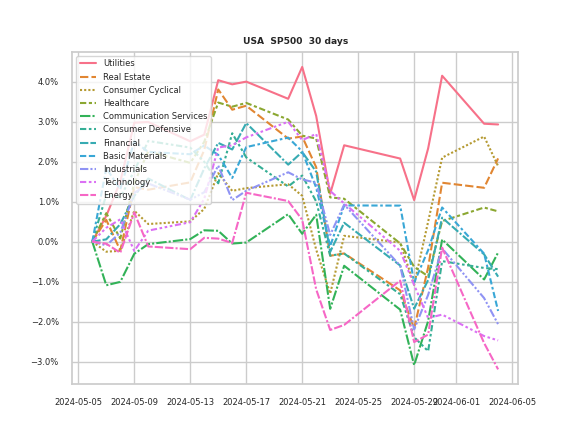 USA SP500 30 days
4.0%
3.0%
2.0%
1.0%
0.0%
−1.0%
−2.0%
−3.0%
Utilities
Real Estate
Consumer Cyclical
Healthcare
Communication Services
Consumer Defensive
Financial
Basic Materials
Industrials
Technology
Energy
2024-05-05 2024-05-09 2024-05-13 2024-05-17 2024-05-21 2024-05-25 2024-05-29 2024-06-01 2024-06-05